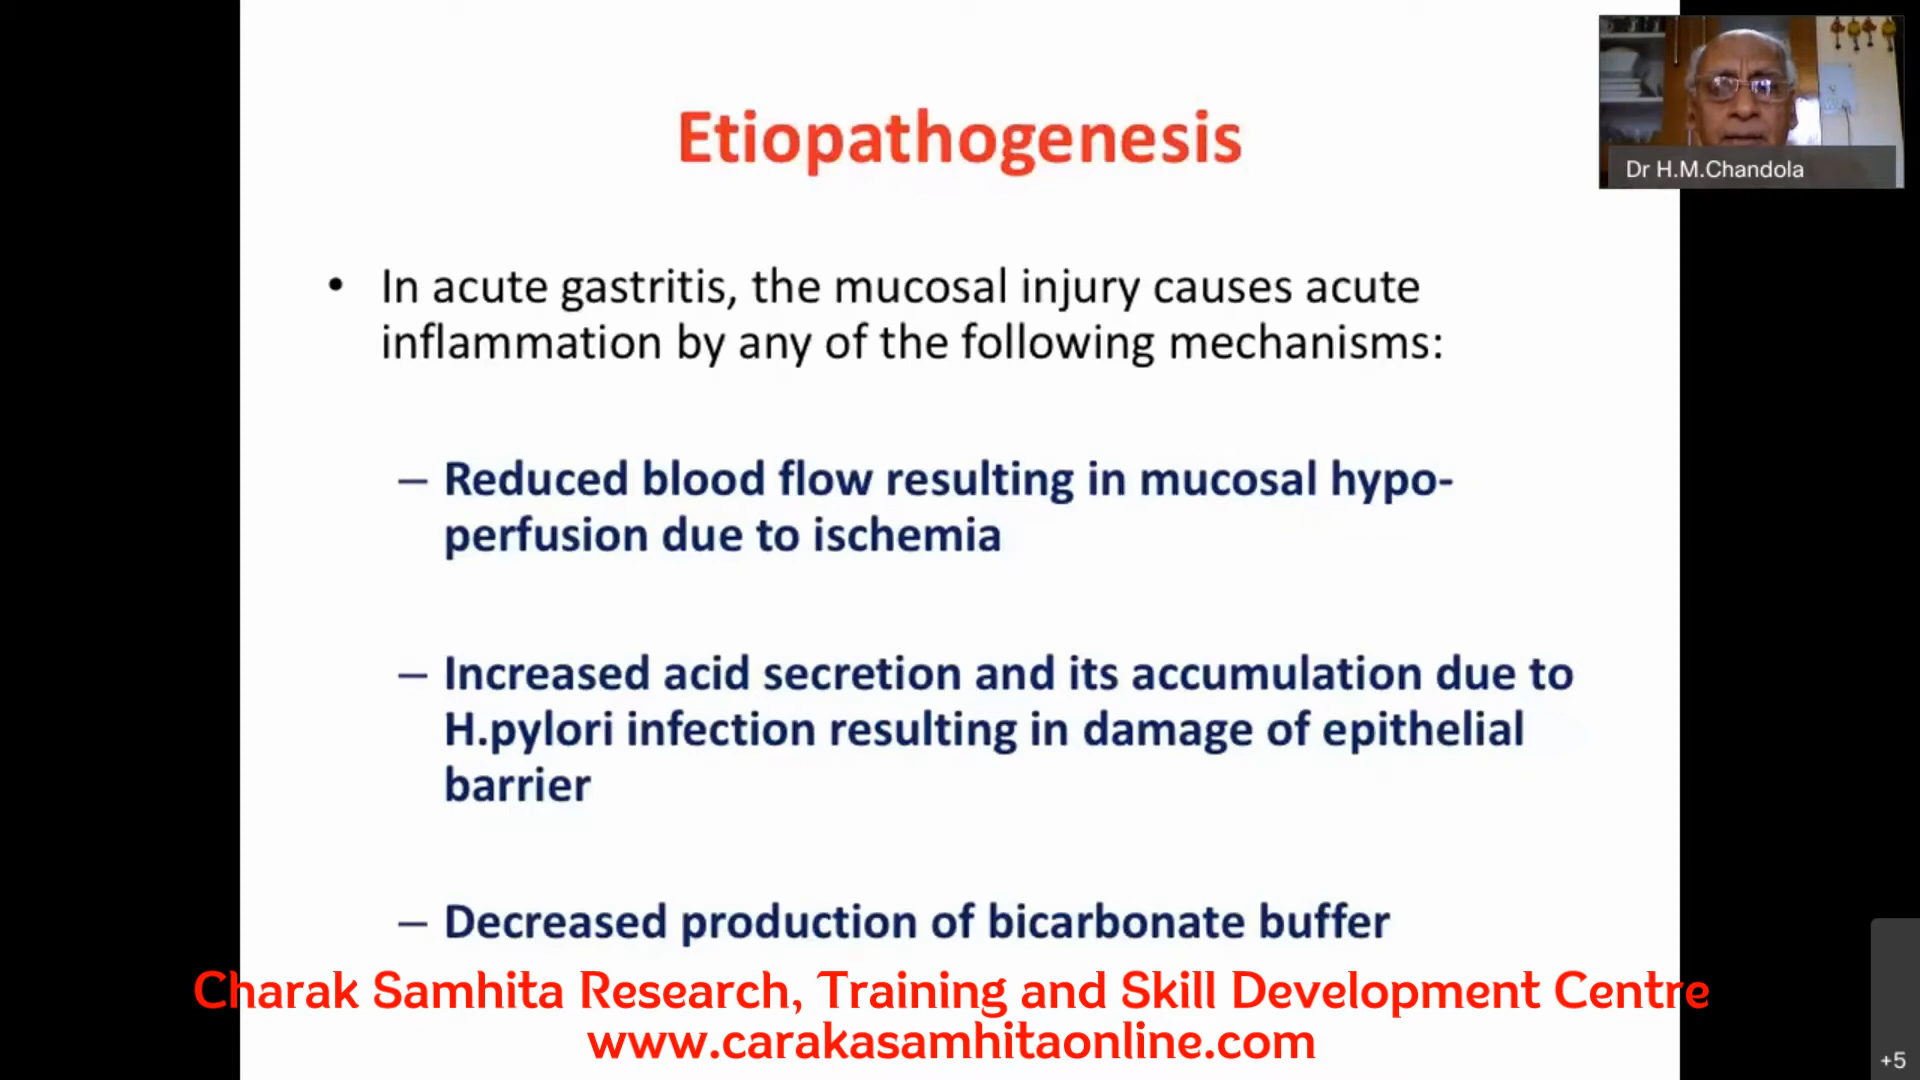 Etiopathogenesis
Dr H.M.Chandola
• In acute gastritis, the mucosal injury causes acute
inflammation by any of the following mechanisms:
– Reduced blood flow resulting in mucosal hypo-
perfusion due to ischemia
– Increased acid secretion and its accumulation due to
H.pylori infection resulting in damage of epithelial
barrier
– Decreased production of bicarbonate buffer
Charak Samhita Research, Training and Skill Development Centre
www.carakasamhitaonline.com
+5